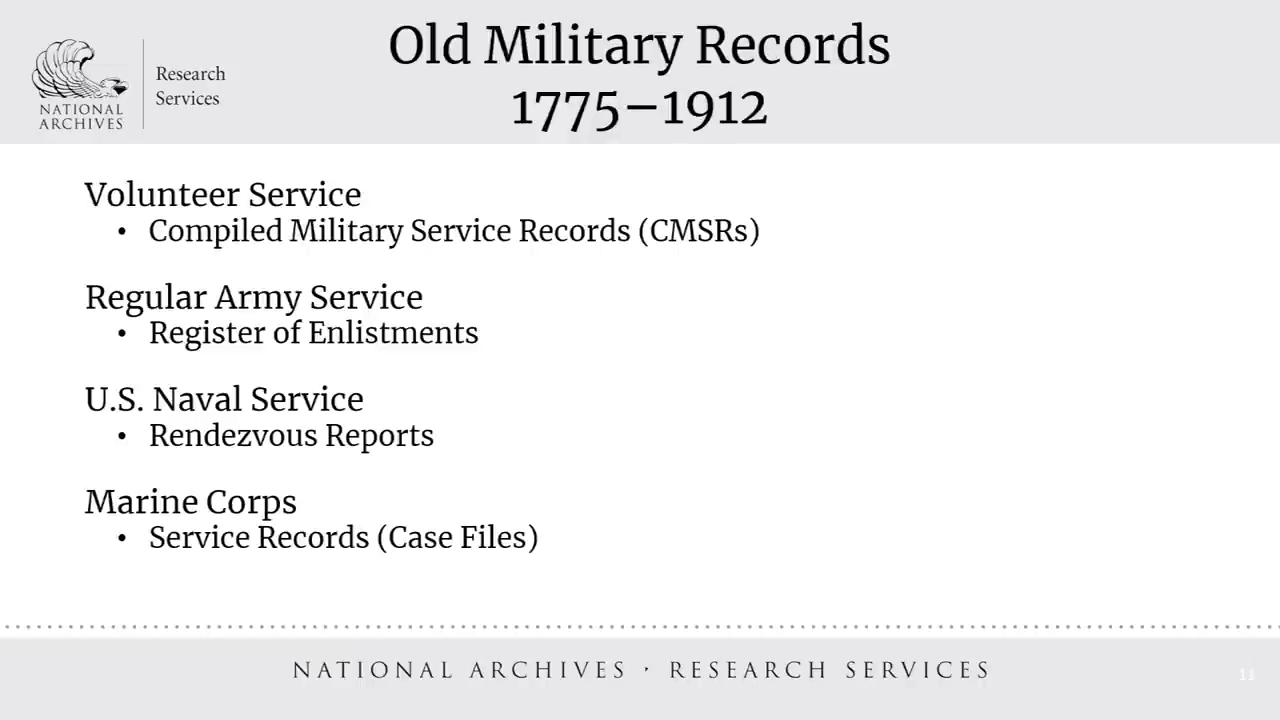 NATIONAL
ARCHIVES
Research
Services
Old Military Records
1775–1912
Volunteer Service
• Compiled Military Service Records (CMSRs)
Regular Army Service
• Register of Enlistments
U.S. Naval Service
• Rendezvous Reports
Marine Corps
• Service Records (Case Files)
NATIONAL ARCHIVES · RESEARCH SERVICES
11